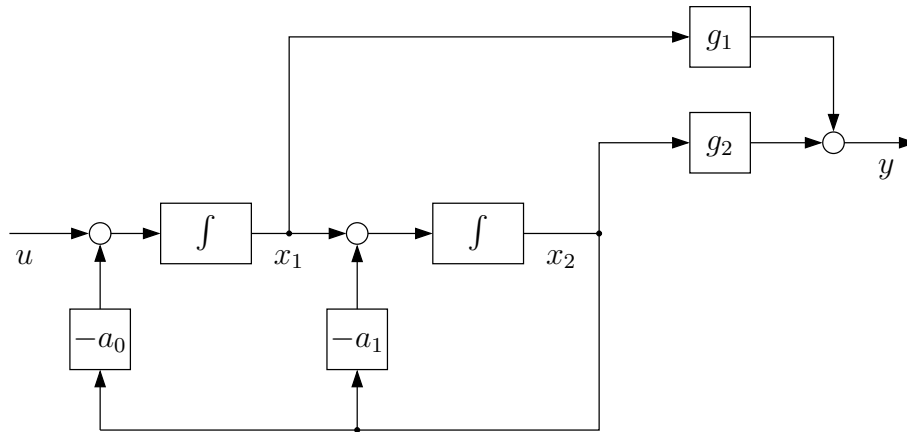 g₁
g₂
y
∫
∫
u
x₁
x₂
−a₀
−a₁